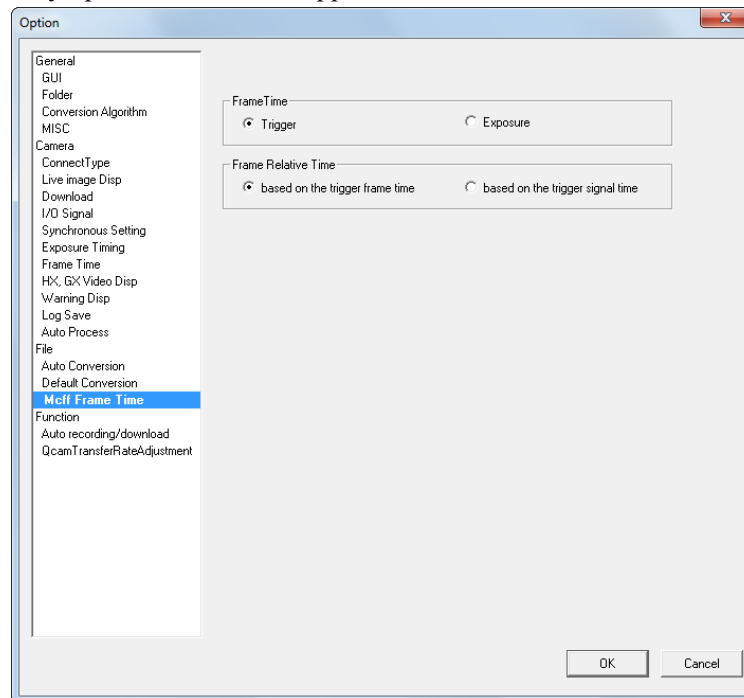 Option
General
GUI
Folder
Conversion Algorithm
MISC
Camera
ConnectType
Live image Disp
Download
I/O Signal
Synchronous Setting
Exposure Timing
Frame Time
HX, GX Video Disp
Warning Disp
Log Save
Auto Process
File
Auto Conversion
Default Conversion
Mcff Frame Time
Function
Auto recording/download
QcamTransferRateAdjustment
FrameTime
Trigger Exposure
Frame Relative Time
based on the trigger frame time based on the trigger signal time
OK Cancel